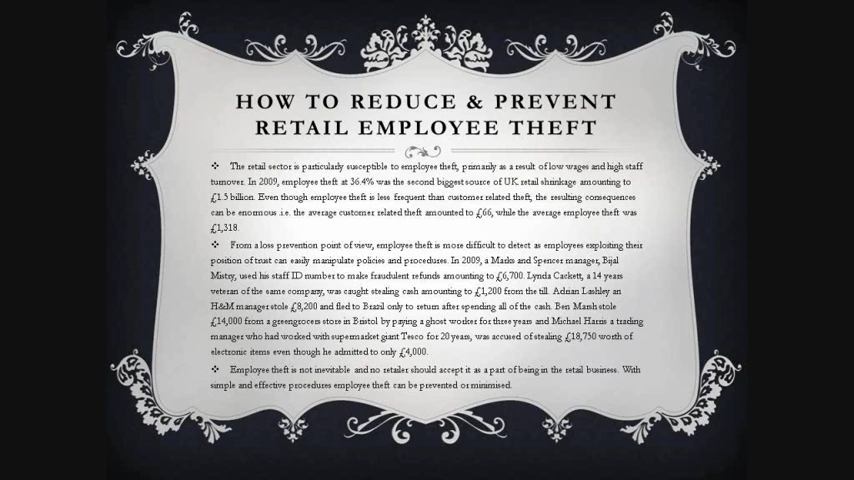 HOW TO REDUCE & PREVENT
RETAIL EMPLOYEE THEFT
❖ The retail sector is particularly susceptible to employee theft, primarily as a result of low wages and high staff
turnover. In 2009, employee theft at 36.4% was the second biggest source of UK retail shrinkage amounting to
£1.5 billion. Even though employee theft is less frequent than customer related theft, the resulting consequences
can be enormous .i.e. the average customer related theft amounted to £66, while the average employee theft was
£1,318.
❖ From a loss prevention point of view, employee theft is more difficult to detect as employees exploiting their
position of trust can easily manipulate policies and procedures. In 2009, a Marks and Spencer manager, Bijal
Mistry, used his staff ID number to make fraudulent refunds amounting to £6,700. Lynda Cackett, a 14 years
veteran of the same company, was caught stealing cash amounting to £1,200 from the till. Adrian Lashley an
H&M manager stole £8,200 and fled to Brazil only to return after spending all of the cash. Ben Marsh stole
£14,000 from a greengrocers store in Bristol by paying a ghost worker for three years and Michael Harris a trading
manager who had worked with supermarket giant Tesco for 20 years, was accused of stealing £18,750 worth of
electronic items even though he admitted to only £4,000.
❖ Employee theft is not inevitable and no retailer should accept it as a part of being in the retail business. With
simple and effective procedures employee theft can be prevented or minimised.